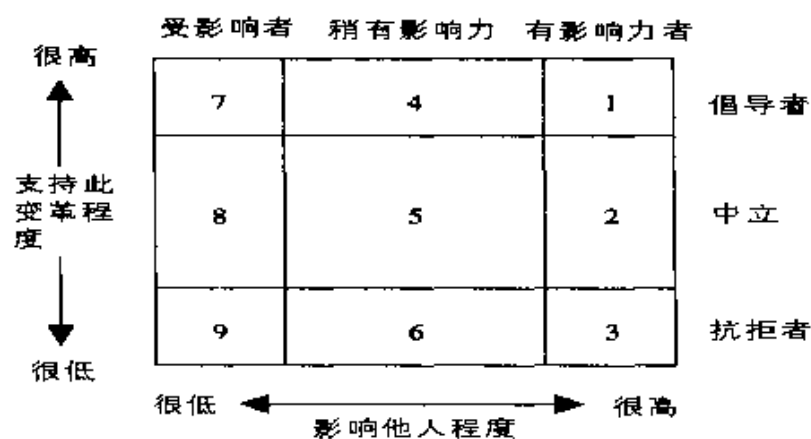 受影响者 稍有影响力 有影响力者
很高
7 4 1 倡导者
支持此
变革程
度
8 5 2 中立
9 6 3 抗拒者
很低
很低 很高
影响他人程度